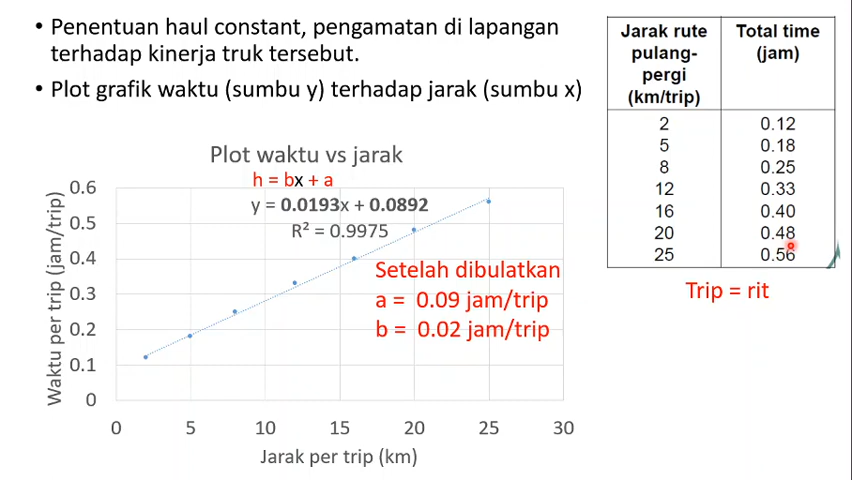 • Penentuan haul constant, pengamatan di lapangan
terhadap kinerja truk tersebut.
• Plot grafik waktu (sumbu y) terhadap jarak (sumbu x)
Plot waktu vs jarak
h = bx + a
y = 0.0193x + 0.0892
R² = 0.9975
Setelah dibulatkan
a = 0.09 jam/trip
b = 0.02 jam/trip
Waktu per trip (jam/trip)
0.6
0.5
0.4
0.3
0.2
0.1
0
0 5 10 15 20 25 30
Jarak per trip (km)
Jarak rute pulang-pergi (km/trip) Total time (jam)
2 0.12
5 0.18
8 0.25
12 0.33
16 0.40
20 0.48
25 0.56
Trip = rit